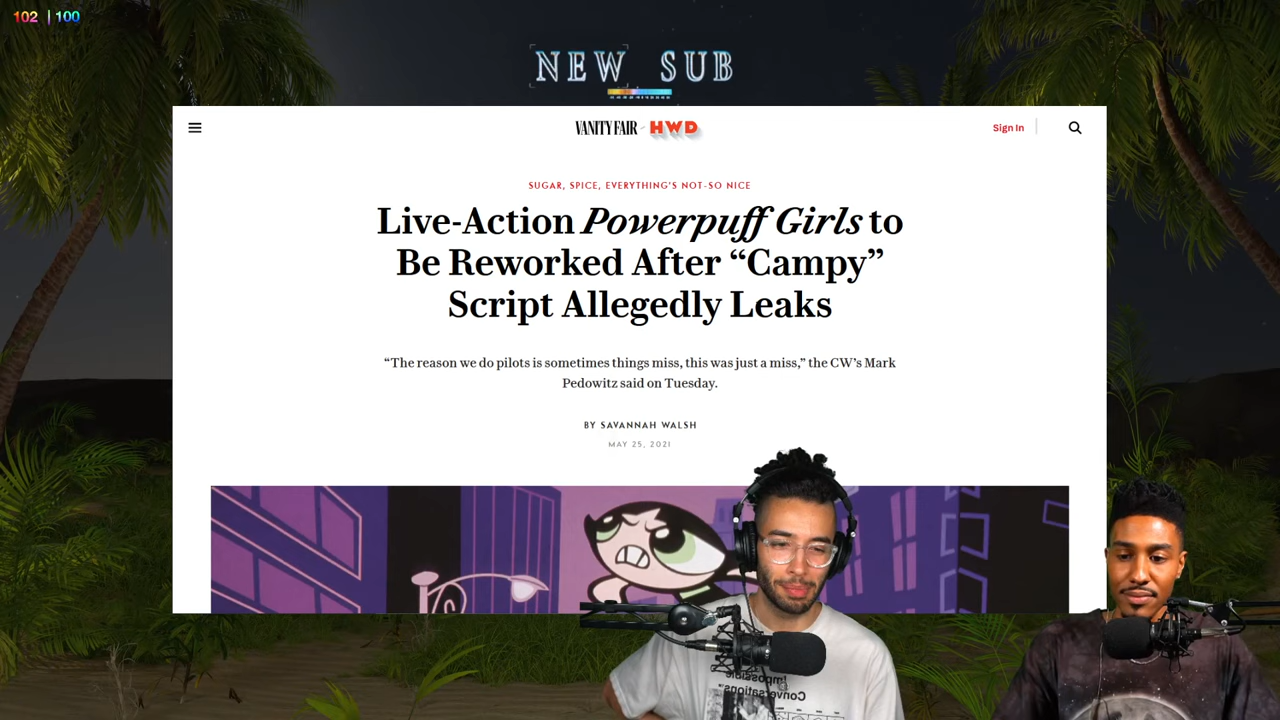 102 | 100
NEW SUB
VANITY FAIR HWD
Sign In
SUGAR, SPICE, EVERYTHING'S NOT-SO NICE
Live-Action Powerpuff Girls to
Be Reworked After “Campy”
Script Allegedly Leaks
“The reason we do pilots is sometimes things miss, this was just a miss,” the CW’s Mark
Pedowitz said on Tuesday.
BY SAVANNAH WALSH
MAY 25, 2021
Impossible
Conversations